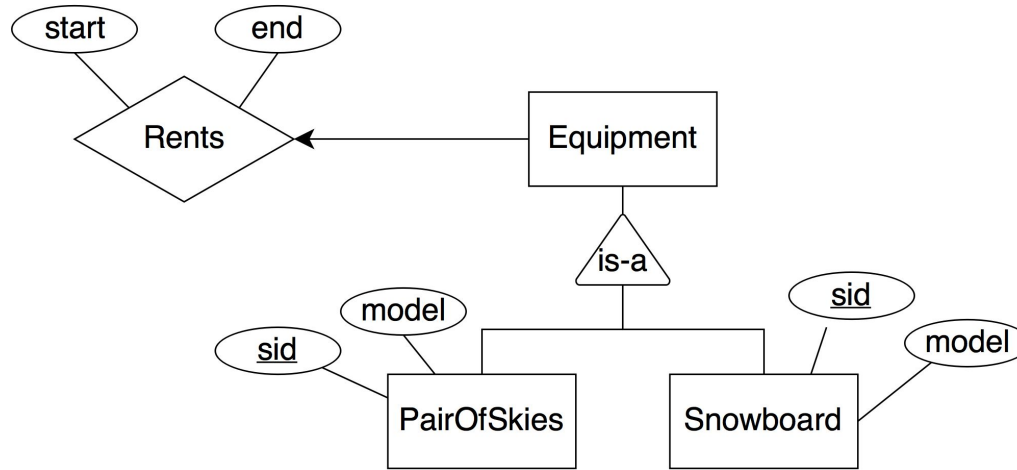 start
end
Rents
Equipment
is-a
sid
model
sid
model
PairOfSkies
Snowboard